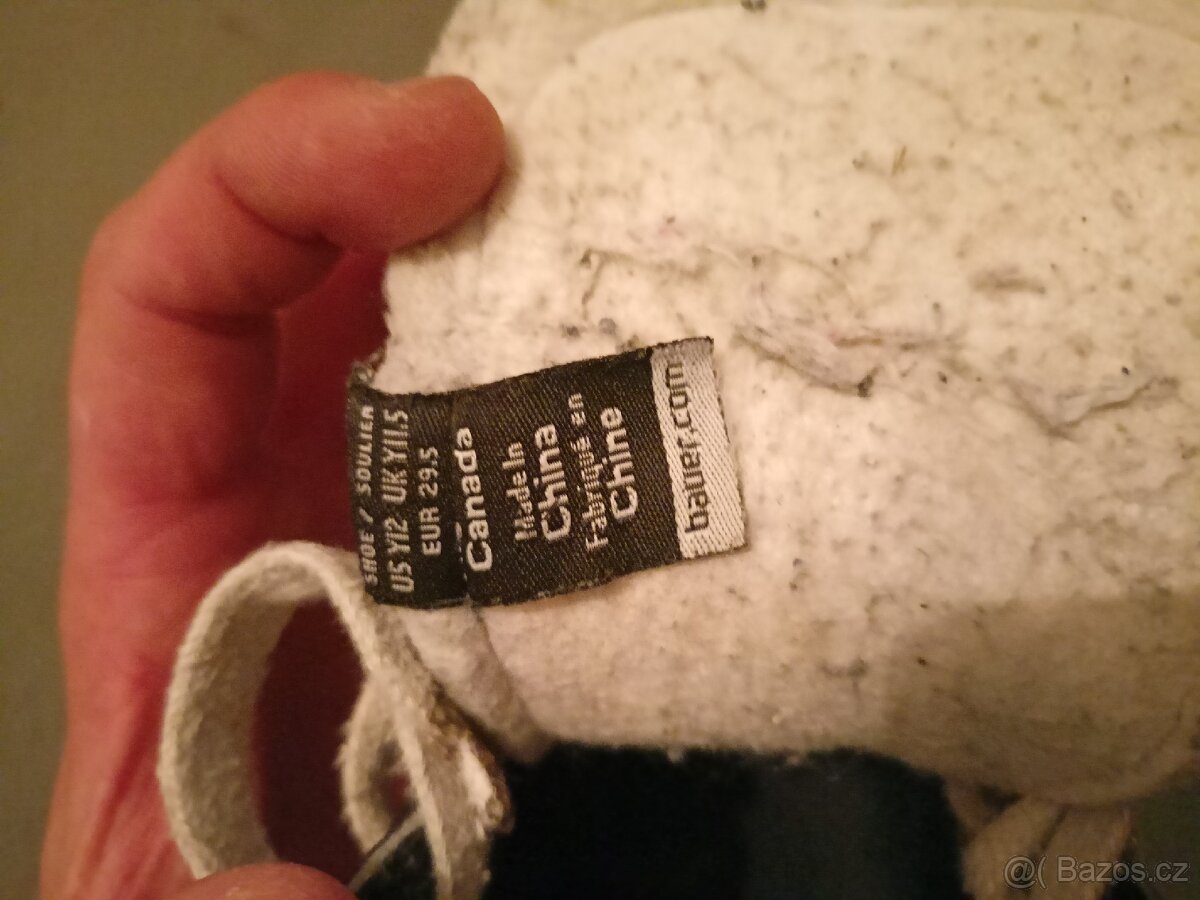 SHOE / SOULIER
US Y12 UK Y11.5
EUR 29.5
Canada
Made In
China
Fabriqué en
Chine
bauer.com
@( Bazos.cz